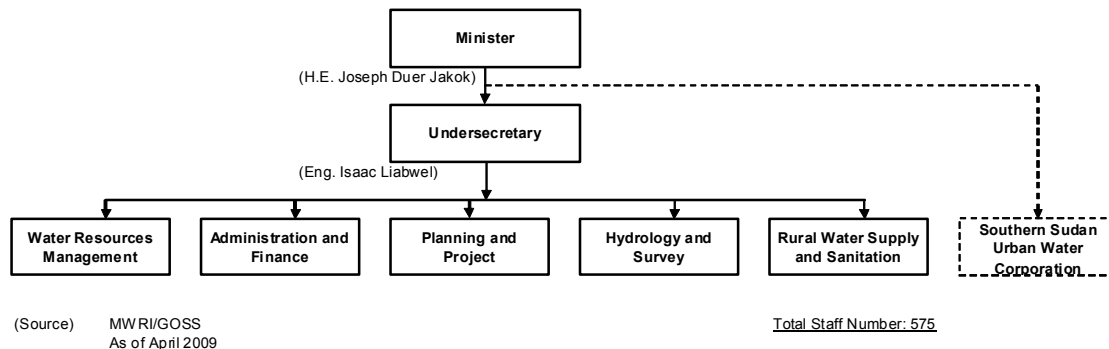 Minister
(H.E. Joseph Duer Jakok)
Undersecretary
(Eng. Isaac Liabwel)
Water Resources
Management
Administration and
Finance
Planning and
Project
Hydrology and
Survey
Rural Water Supply
and Sanitation
Southern Sudan
Urban Water
Corporation
(Source) MWRI/GOSS
As of April 2009
Total Staff Number: 575